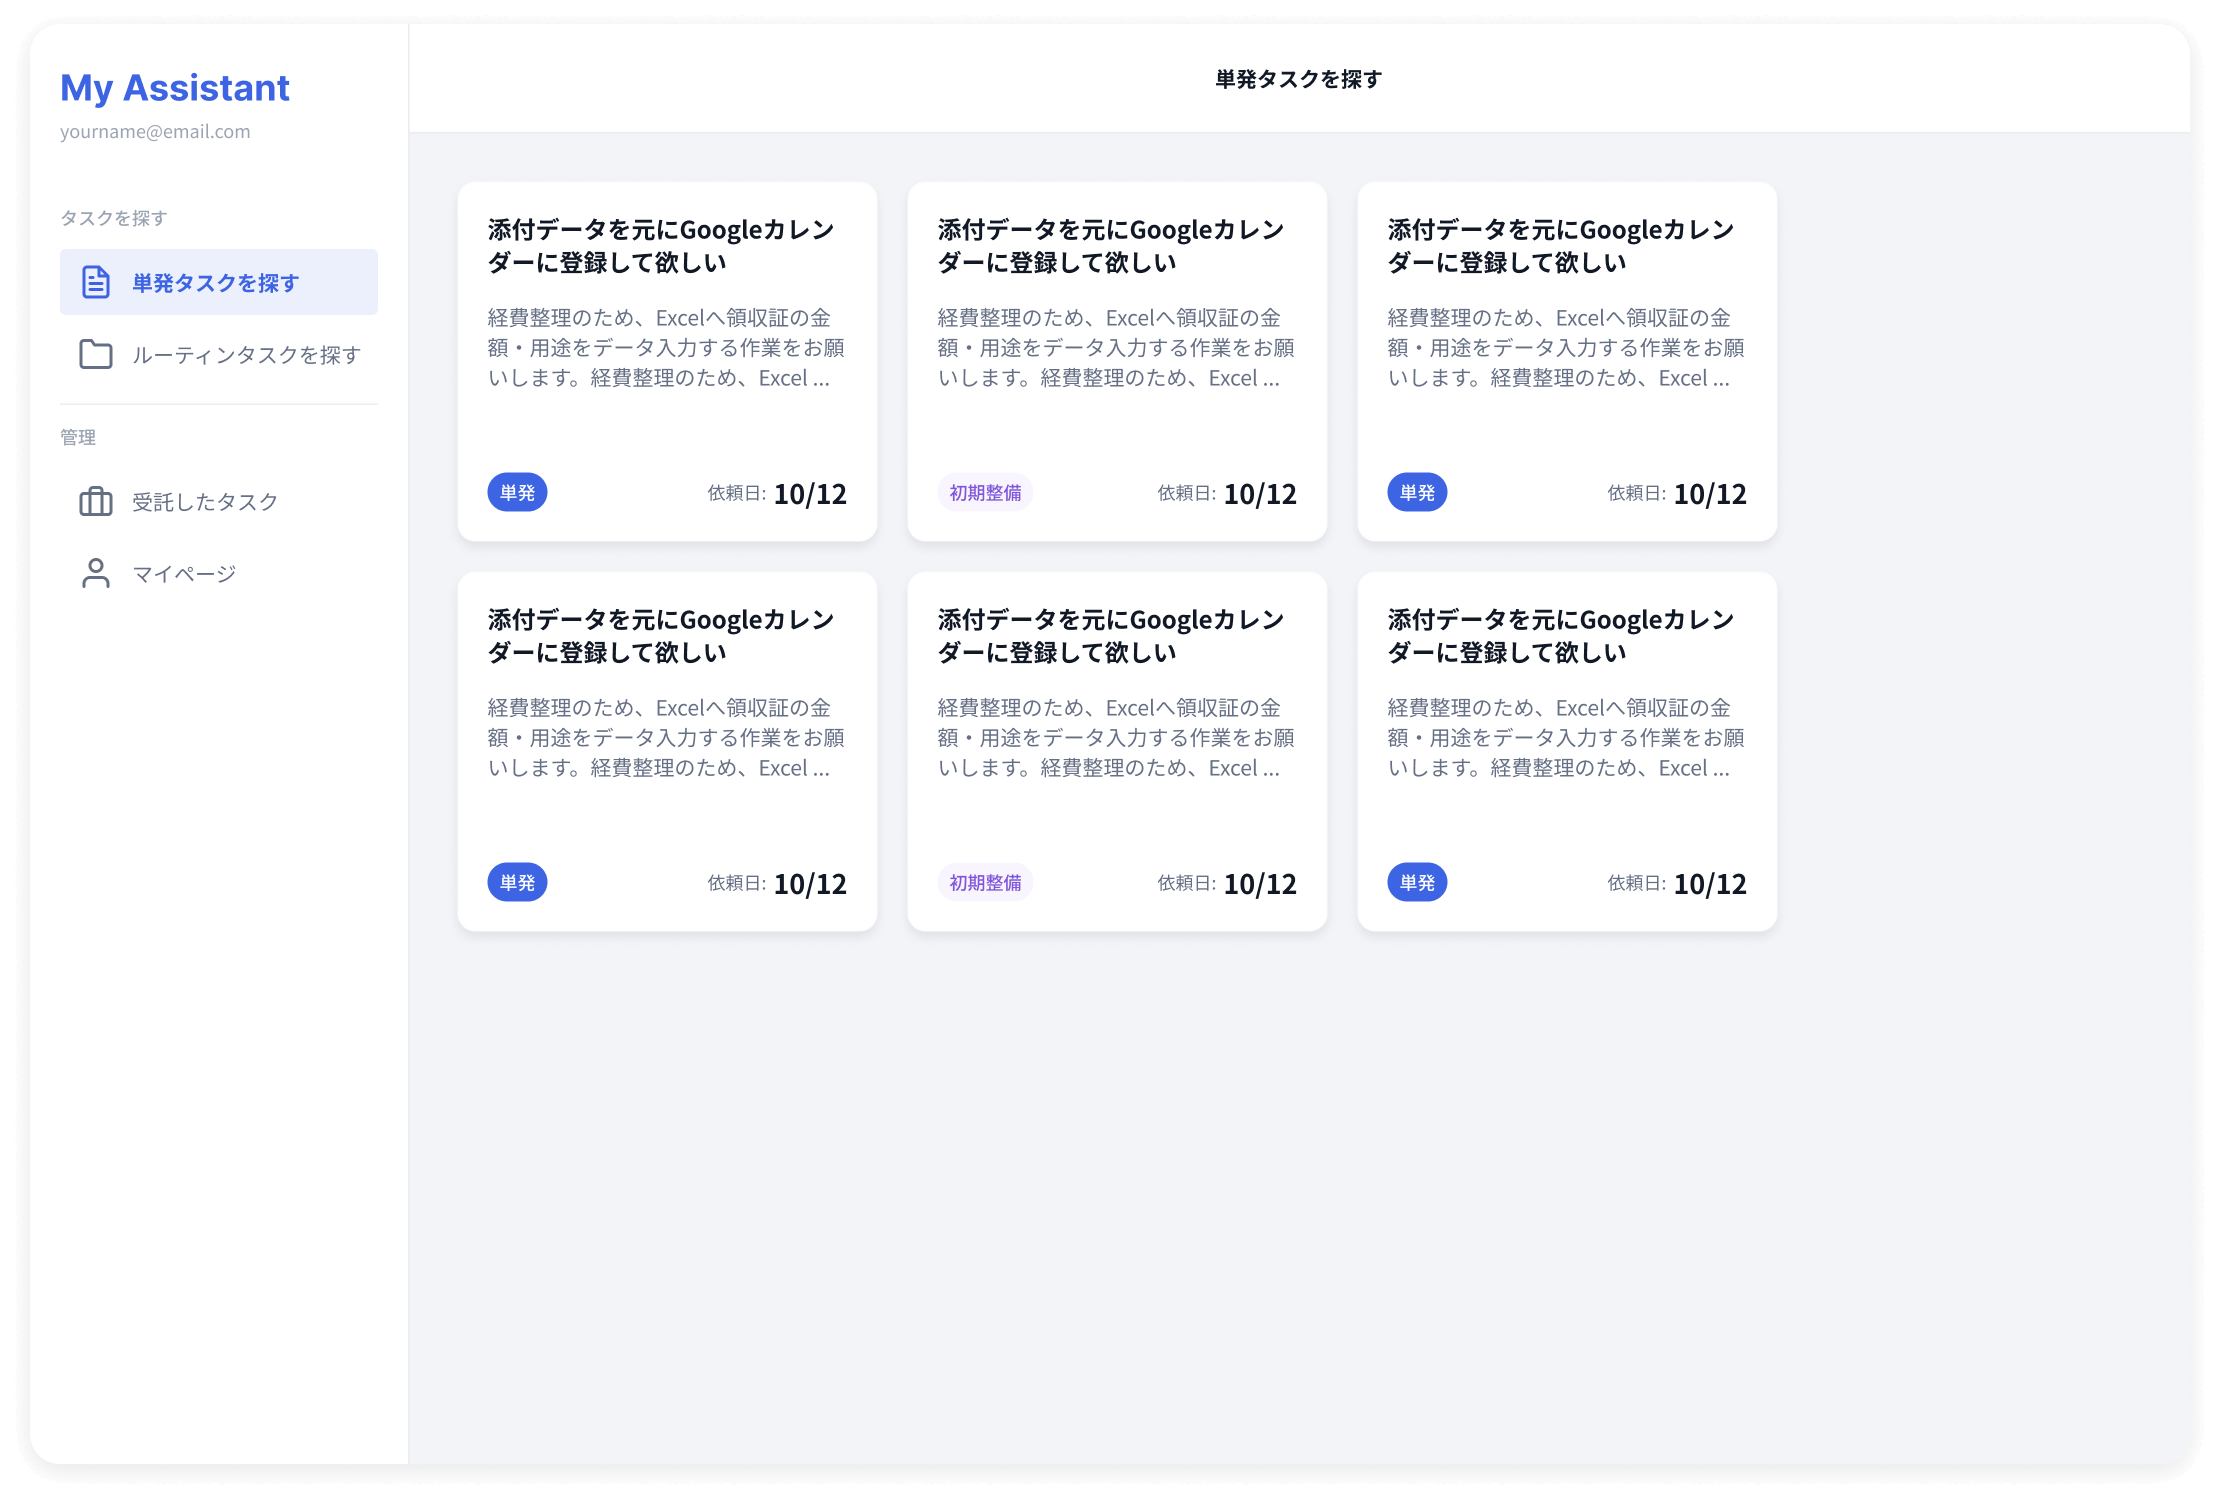 My Assistant
yourname@email.com
タスクを探す
単発タスクを探す
ルーティンタスクを探す
管理
受託したタスク
マイページ
単発タスクを探す
添付データを元にGoogleカレン
ダーに登録して欲しい
経費整理のため、Excelへ領収証の金
額・用途をデータ入力する作業をお願
いします。経費整理のため、Excel ...
単発
依頼日: 10/12
添付データを元にGoogleカレン
ダーに登録して欲しい
経費整理のため、Excelへ領収証の金
額・用途をデータ入力する作業をお願
いします。経費整理のため、Excel ...
初期整備
依頼日: 10/12
添付データを元にGoogleカレン
ダーに登録して欲しい
経費整理のため、Excelへ領収証の金
額・用途をデータ入力する作業をお願
いします。経費整理のため、Excel ...
単発
依頼日: 10/12
添付データを元にGoogleカレン
ダーに登録して欲しい
経費整理のため、Excelへ領収証の金
額・用途をデータ入力する作業をお願
いします。経費整理のため、Excel ...
単発
依頼日: 10/12
添付データを元にGoogleカレン
ダーに登録して欲しい
経費整理のため、Excelへ領収証の金
額・用途をデータ入力する作業をお願
いします。経費整理のため、Excel ...
初期整備
依頼日: 10/12
添付データを元にGoogleカレン
ダーに登録して欲しい
経費整理のため、Excelへ領収証の金
額・用途をデータ入力する作業をお願
いします。経費整理のため、Excel ...
単発
依頼日: 10/12